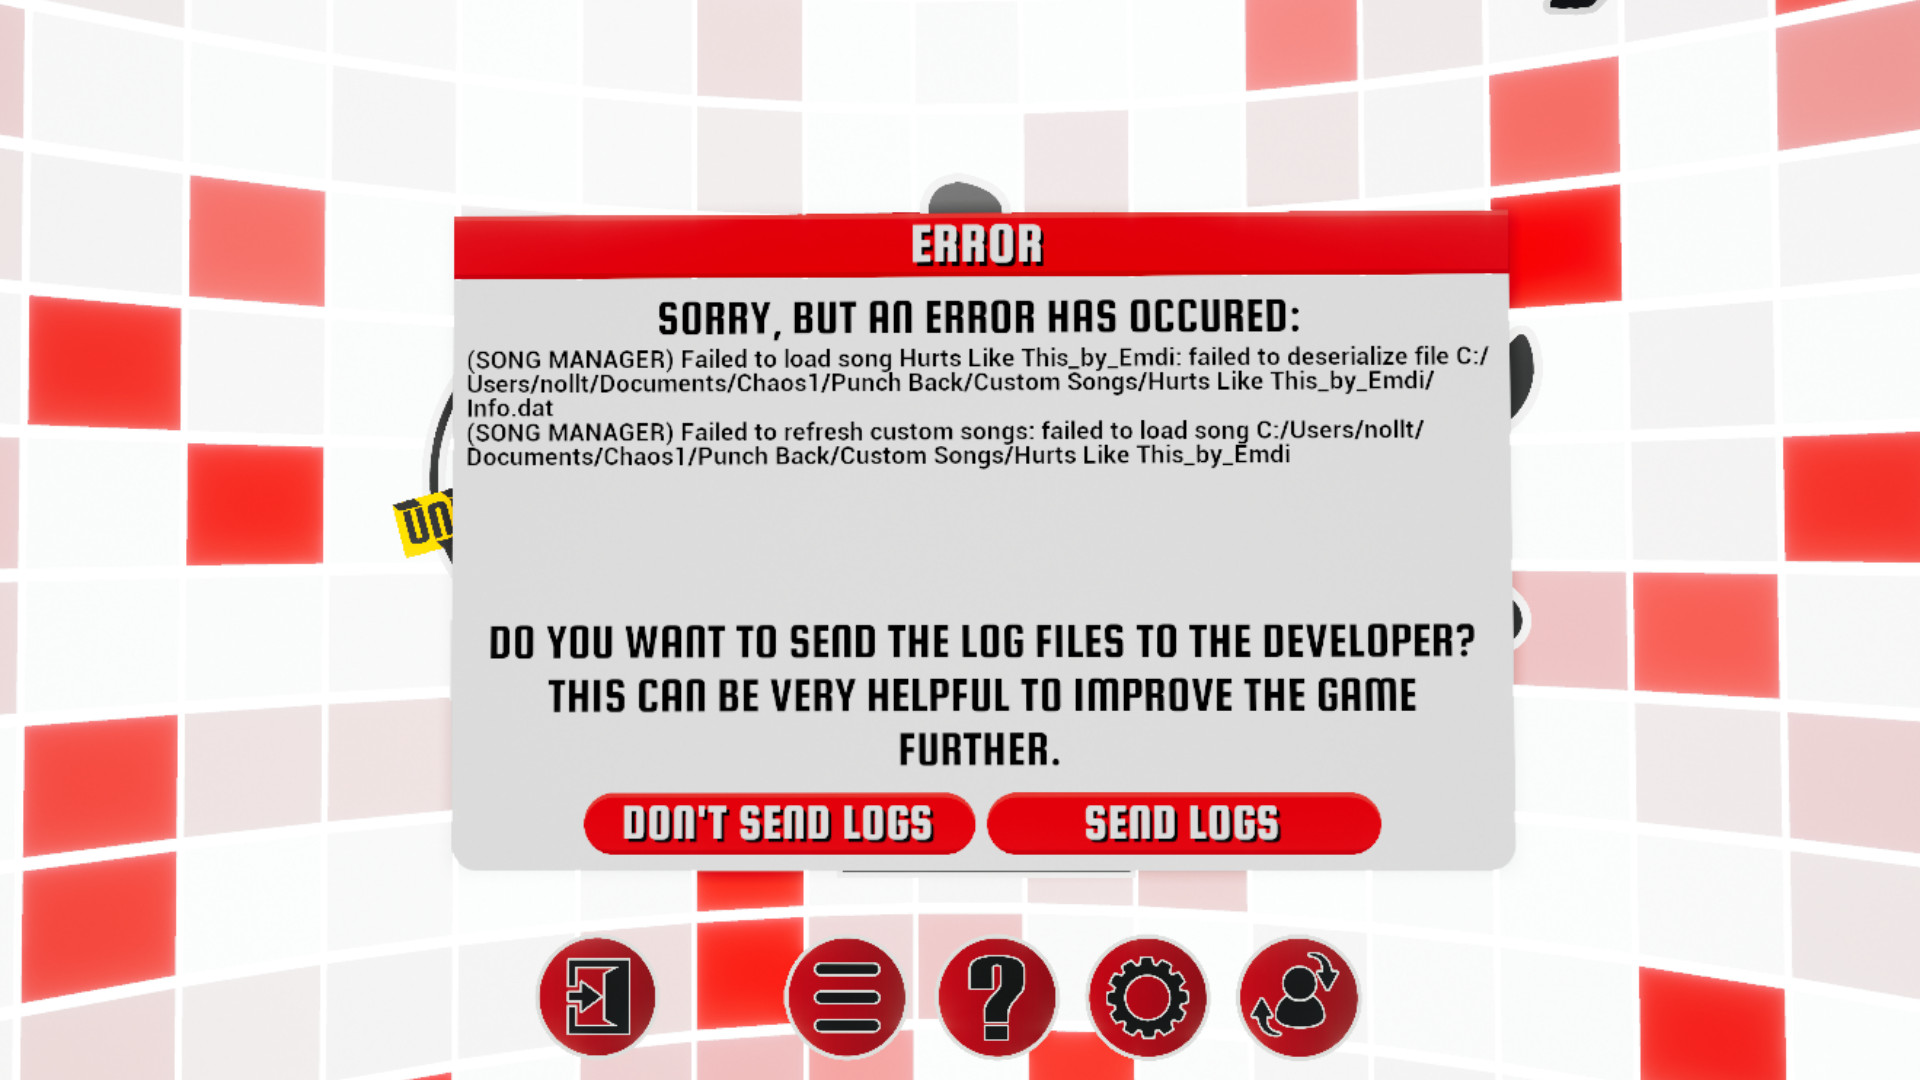 ERROR
SORRY, BUT AN ERROR HAS OCCURED:
(SONG MANAGER) Failed to load song Hurts Like This_by_Emdi: failed to deserialize file C:/
Users/nollt/Documents/Chaos1/Punch Back/Custom Songs/Hurts Like This_by_Emdi/
Info.dat
(SONG MANAGER) Failed to refresh custom songs: failed to load song C:/Users/nollt/
Documents/Chaos1/Punch Back/Custom Songs/Hurts Like This_by_Emdi
UN
DO YOU WANT TO SEND THE LOG FILES TO THE DEVELOPER?
THIS CAN BE VERY HELPFUL TO IMPROVE THE GAME
FURTHER.
DON'T SEND LOGS
SEND LOGS
?